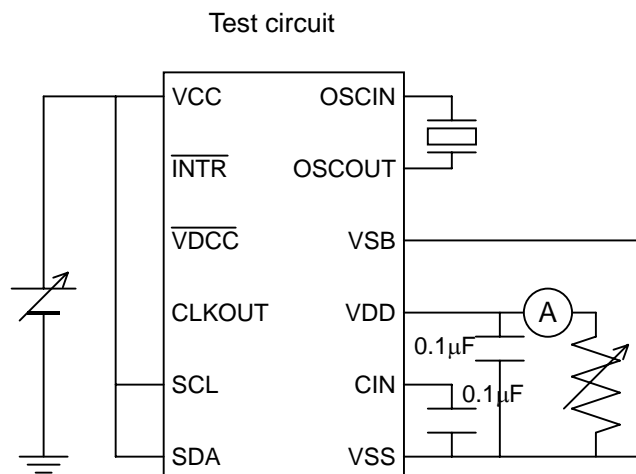 Test circuit
VCC
OSCIN
INTR
OSCOUT
VDCC
VSB
CLKOUT
VDD
A
0.1μF
SCL
CIN
0.1μF
SDA
VSS